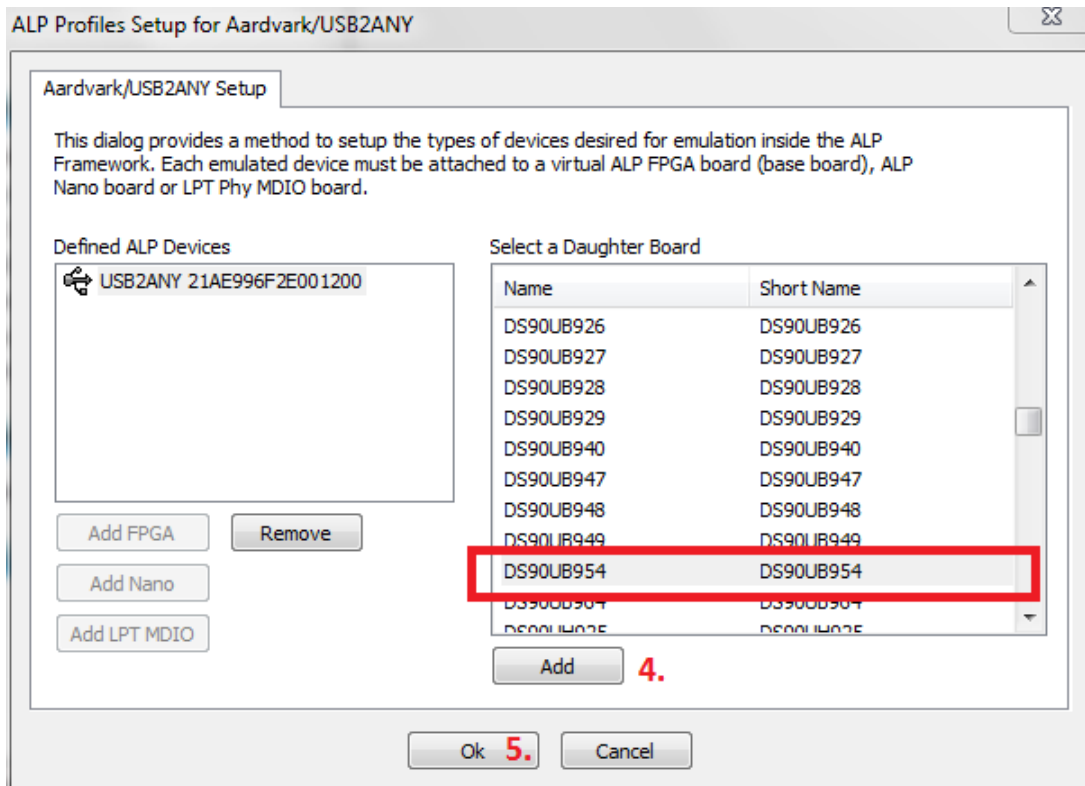 ALP Profiles Setup for Aardvark/USB2ANY
Aardvark/USB2ANY Setup
This dialog provides a method to setup the types of devices desired for emulation inside the ALP
Framework. Each emulated device must be attached to a virtual ALP FPGA board (base board), ALP
Nano board or LPT Phy MDIO board.
Defined ALP Devices
USB2ANY 21AE996F2E001200
Add FPGA
Remove
Add Nano
Add LPT MDIO
Select a Daughter Board
Name Short Name
DS90UB926 DS90UB926
DS90UB927 DS90UB927
DS90UB928 DS90UB928
DS90UB929 DS90UB929
DS90UB940 DS90UB940
DS90UB947 DS90UB947
DS90UB948 DS90UB948
DS90UB949 DS90UB949
DS90UB954 DS90UB954
Add 4.
Ok 5. Cancel